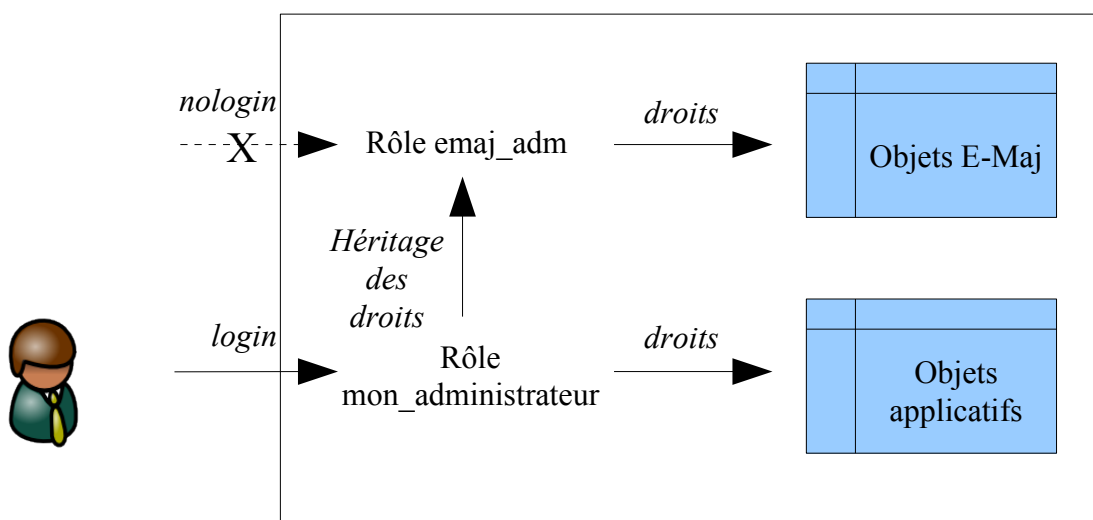 nologin
X
Rôle emaj_adm
droits
Objets E-Maj
Héritage
des
droits
login
Rôle
mon_administrateur
droits
Objets
applicatifs